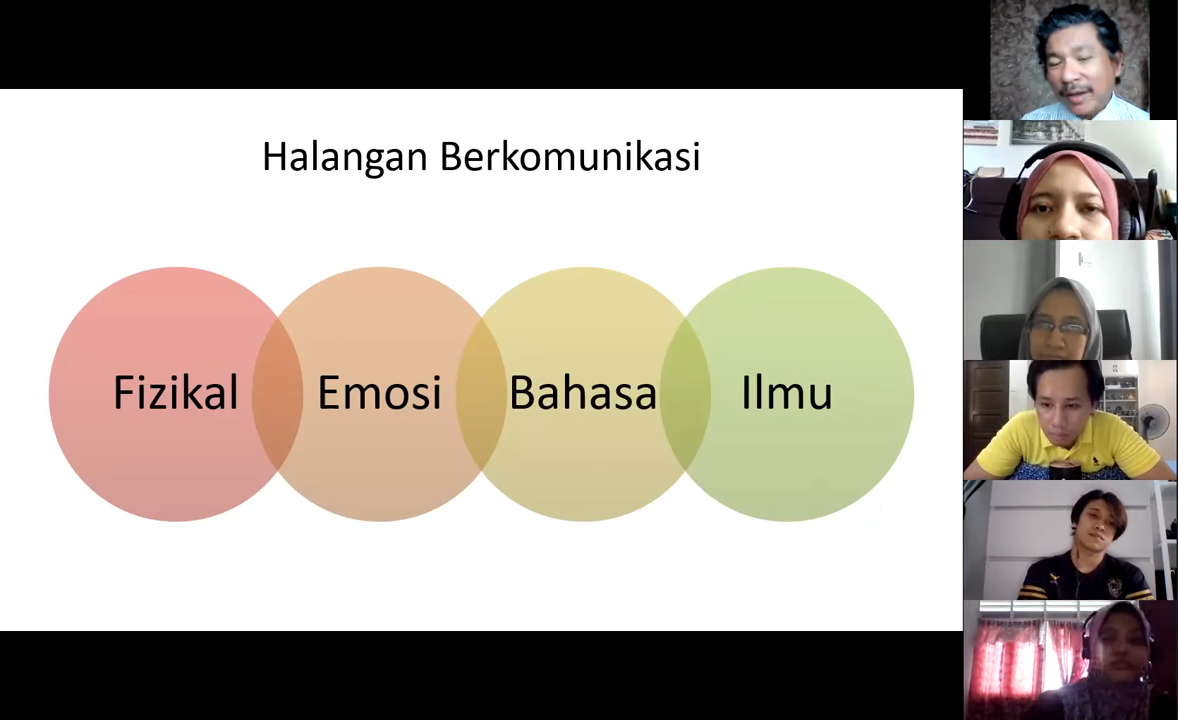 Halangan Berkomunikasi
Fizikal
Emosi
Bahasa
Ilmu